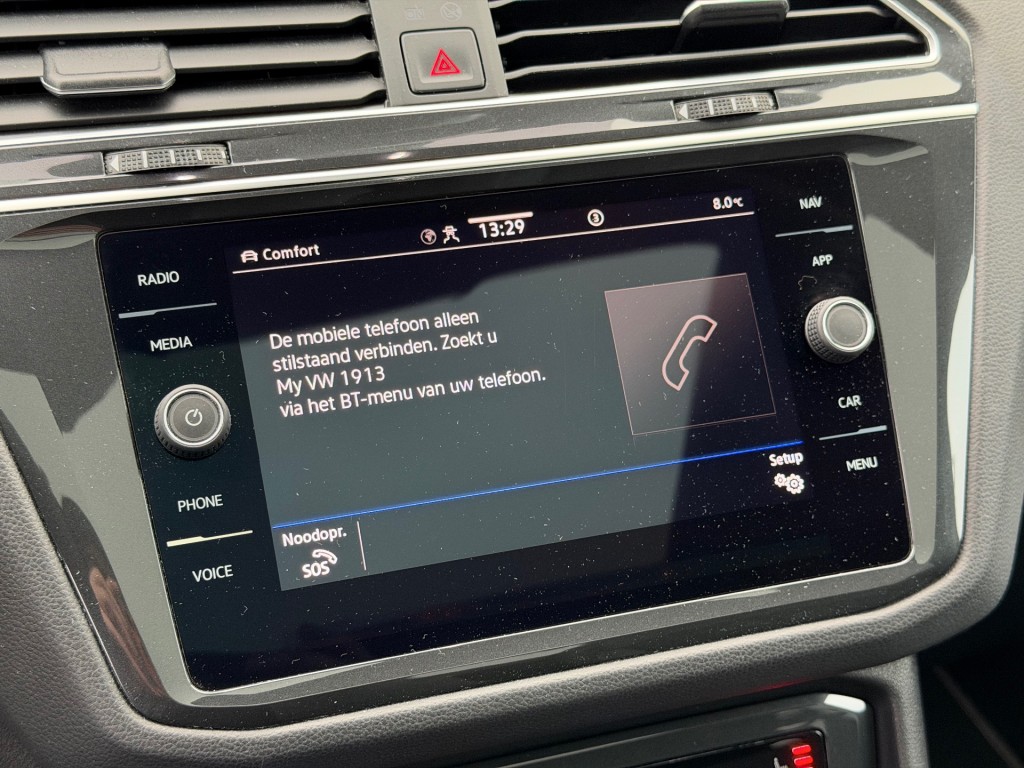 Comfort
13:29
3
8.0°C
NAV
RADIO
APP
MEDIA
De mobiele telefoon alleen
stilstaand verbinden. Zoekt u
My VW 1913
via het BT-menu van uw telefoon.
CAR
Setup
MENU
PHONE
Noodopr.
SOS
VOICE